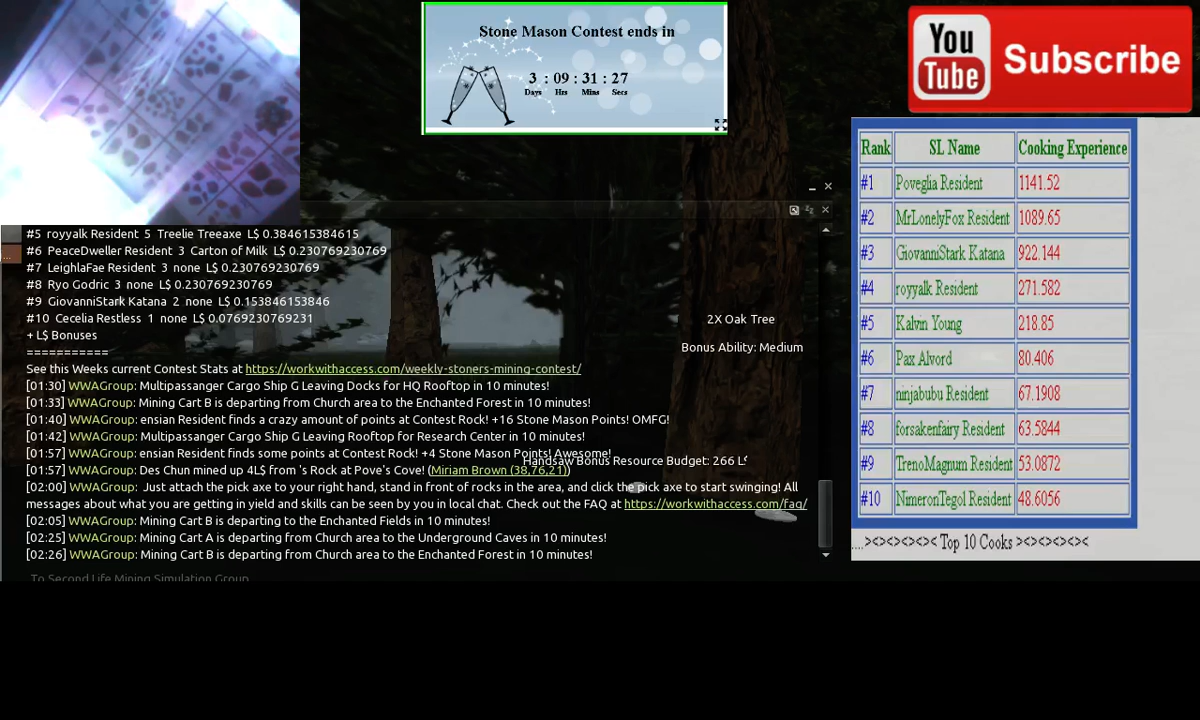 Stone Mason Contest ends in
3 : 09 : 31 : 27
Days Hrs Mins Secs
You
Tube
Subscribe
#5 royyalk Resident 5 Treelie Treeaxe L$ 0.384615384615
#6 PeaceDweller Resident 3 Carton of Milk L$ 0.230769230769
#7 LeighlaFae Resident 3 none L$ 0.230769230769
#8 Ryo Godric 3 none L$ 0.230769230769
#9 GiovanniStark Katana 2 none L$ 0.153846153846
#10 Cecelia Restless 1 none L$ 0.0769230769231
+ L$ Bonuses
===========
See this Weeks current Contest Stats at https://workwithaccess.com/weekly-stoners-mining-contest/
[01:30] WWAGroup: Multipassanger Cargo Ship G Leaving Docks for HQ Rooftop in 10 minutes!
[01:33] WWAGroup: Mining Cart B is departing from Church area to the Enchanted Forest in 10 minutes!
[01:40] WWAGroup: ensian Resident finds a crazy amount of points at Contest Rock! +16 Stone Mason Points! OMFG!
[01:42] WWAGroup: Multipassanger Cargo Ship G Leaving Rooftop for Research Center in 10 minutes!
[01:57] WWAGroup: ensian Resident finds some points at Contest Rock! +4 Stone Mason Points! Awesome!
[01:57] WWAGroup: Des Chun mined up 4L$ from 's Rock at Pove's Cove! (Miriam Brown (38,76,21))
[02:00] WWAGroup: Just attach the pick axe to your right hand, stand in front of rocks in the area, and click the pick axe to start swinging! All
messages about what you are getting in yield and skills can be seen by you in local chat. Check out the FAQ at https://workwithaccess.com/faq/
[02:05] WWAGroup: Mining Cart B is departing to the Enchanted Fields in 10 minutes!
[02:25] WWAGroup: Mining Cart A is departing from Church area to the Underground Caves in 10 minutes!
[02:26] WWAGroup: Mining Cart B is departing from Church area to the Enchanted Forest in 10 minutes!
To Second Life Mining Simulation Group
2X Oak Tree
Bonus Ability: Medium
Handsaw Bonus Resource Budget: 266 L$
Rank SL Name Cooking Experience
#1 Poveglia Resident 1141.52
#2 MrLonelyFox Resident 1089.65
#3 GiovanniStark Katana 922.144
#4 royyalk Resident 271.582
#5 Kalvin Young 218.85
#6 Pax Alvord 80.406
#7 ninjabubu Resident 67.1908
#8 forsakenfairy Resident 63.5844
#9 TrenoMagnum Resident 53.0872
#10 NimeronTegol Resident 48.6056
....><><><><>< Top 10 Cooks ><><><><><